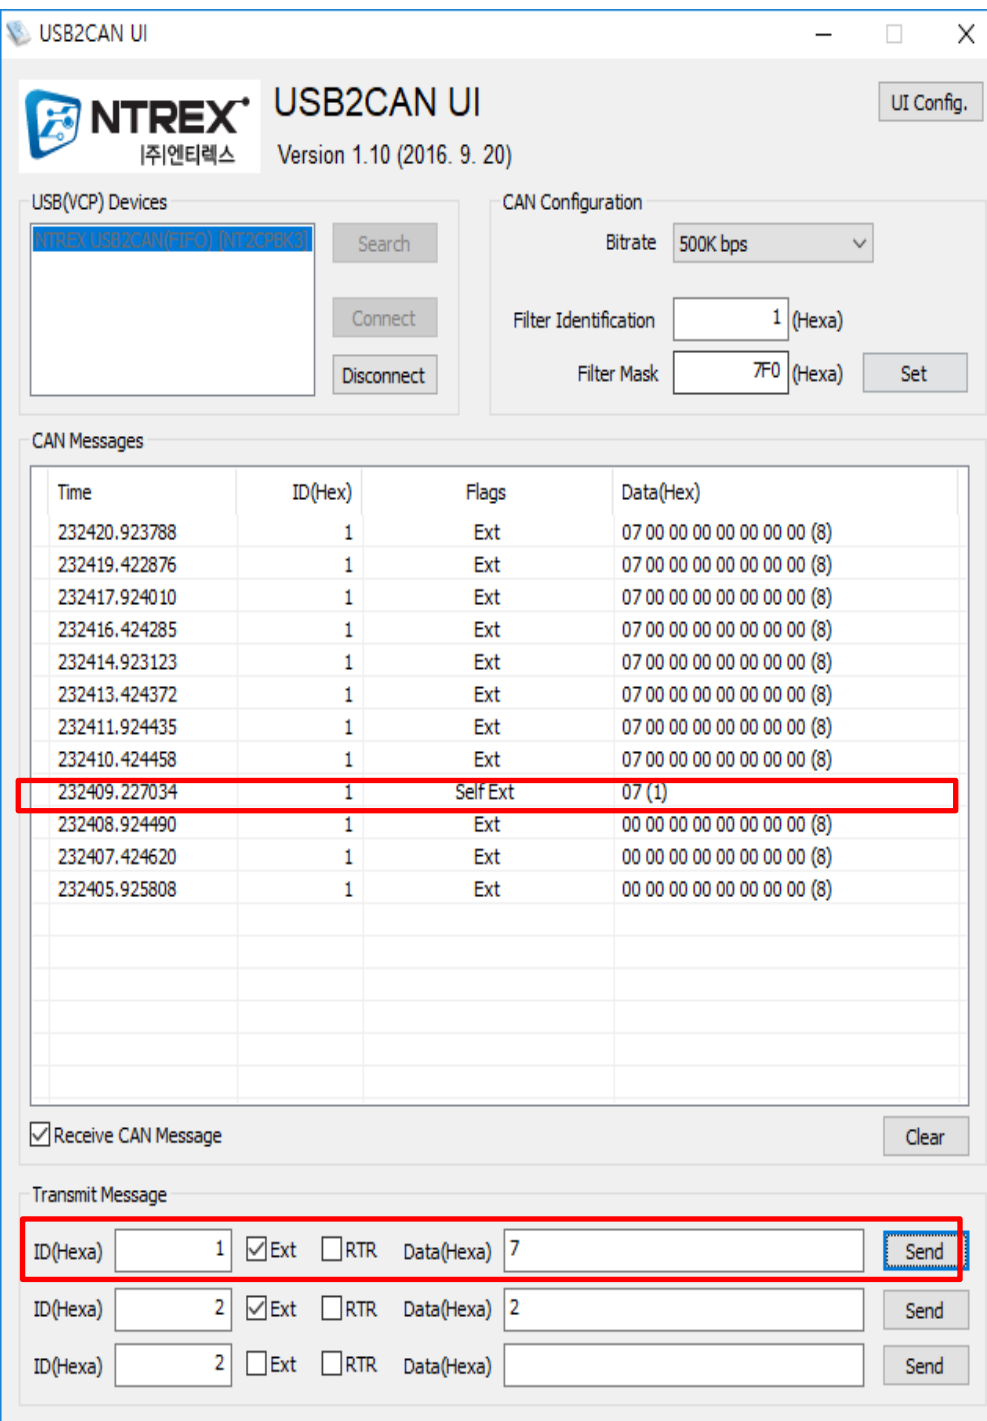 USB2CAN UI
NTREX
|주|엔티렉스
USB2CAN UI
Version 1.10 (2016. 9. 20)
UI Config.
USB(VCP) Devices
NTREX USB2CAN(FIFO) [NT2CPBK3]
Search
Connect
Disconnect
CAN Configuration
Bitrate 500K bps
Filter Identification 1 (Hexa)
Filter Mask 7F0 (Hexa) Set
CAN Messages
Time ID(Hex) Flags Data(Hex)
232420.923788 1 Ext 07 00 00 00 00 00 00 00 (8)
232419.422876 1 Ext 07 00 00 00 00 00 00 00 (8)
232417.924010 1 Ext 07 00 00 00 00 00 00 00 (8)
232416.424285 1 Ext 07 00 00 00 00 00 00 00 (8)
232414.923123 1 Ext 07 00 00 00 00 00 00 00 (8)
232413.424372 1 Ext 07 00 00 00 00 00 00 00 (8)
232411.924435 1 Ext 07 00 00 00 00 00 00 00 (8)
232410.424458 1 Ext 07 00 00 00 00 00 00 00 (8)
232409.227034 1 Self Ext 07 (1)
232408.924490 1 Ext 00 00 00 00 00 00 00 00 (8)
232407.424620 1 Ext 00 00 00 00 00 00 00 00 (8)
232405.925808 1 Ext 00 00 00 00 00 00 00 00 (8)
Receive CAN Message Clear
Transmit Message
ID(Hexa) 1 Ext RTR Data(Hexa) 7 Send
ID(Hexa) 2 Ext RTR Data(Hexa) 2 Send
ID(Hexa) 2 Ext RTR Data(Hexa) Send